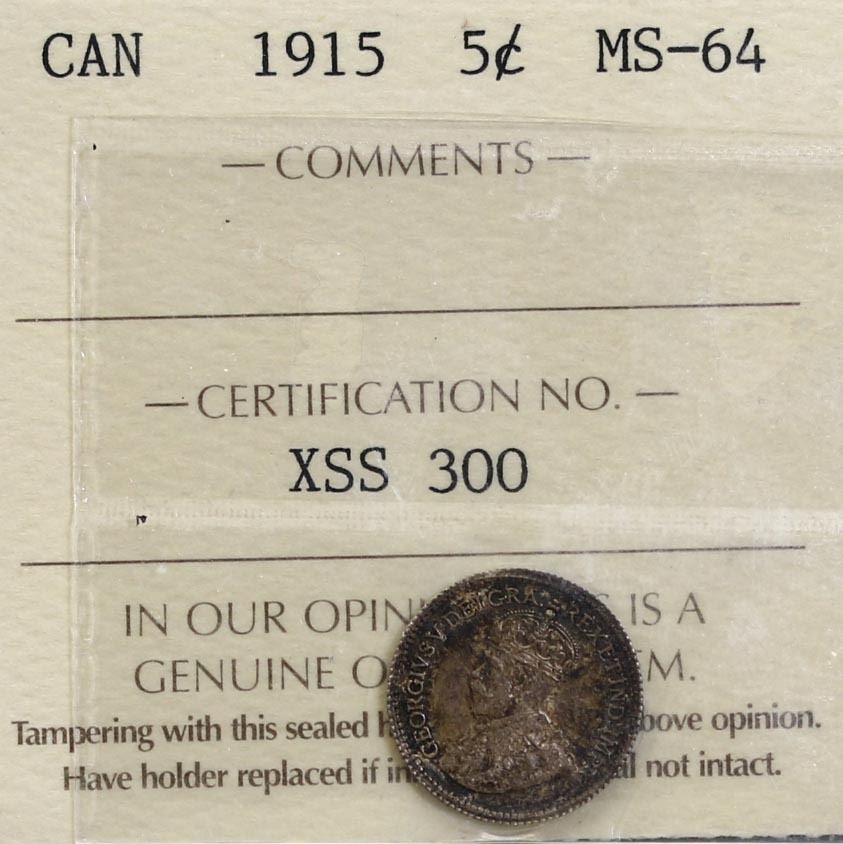 CAN 1915 5¢ MS-64
— COMMENTS —
— CERTIFICATION NO. —
XSS 300
IN OUR OPIN IS A
GENUINE O EM.
Tampering with this sealed h bove opinion.
Have holder replaced if in al not intact.
GEORGIVS V DEI GRA: REX ET IND:IMP: